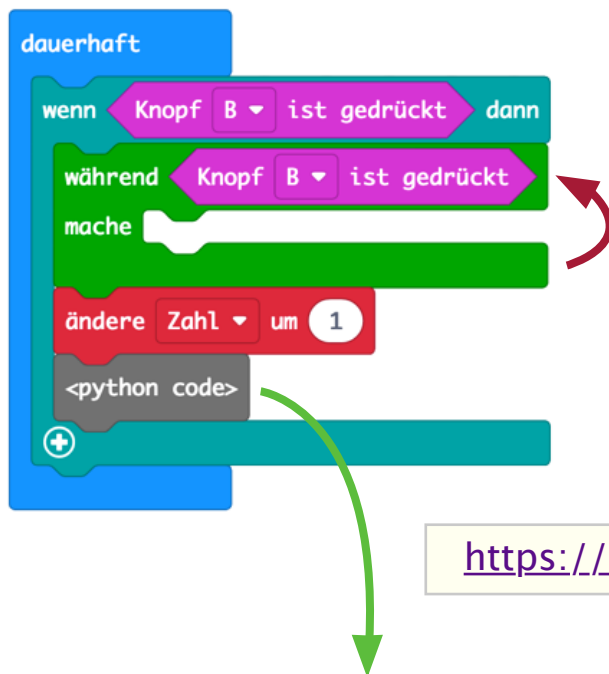 dauerhaft
wenn Knopf B ist gedrückt dann
während Knopf B ist gedrückt
mache
ändere Zahl um 1
<python code>
https://